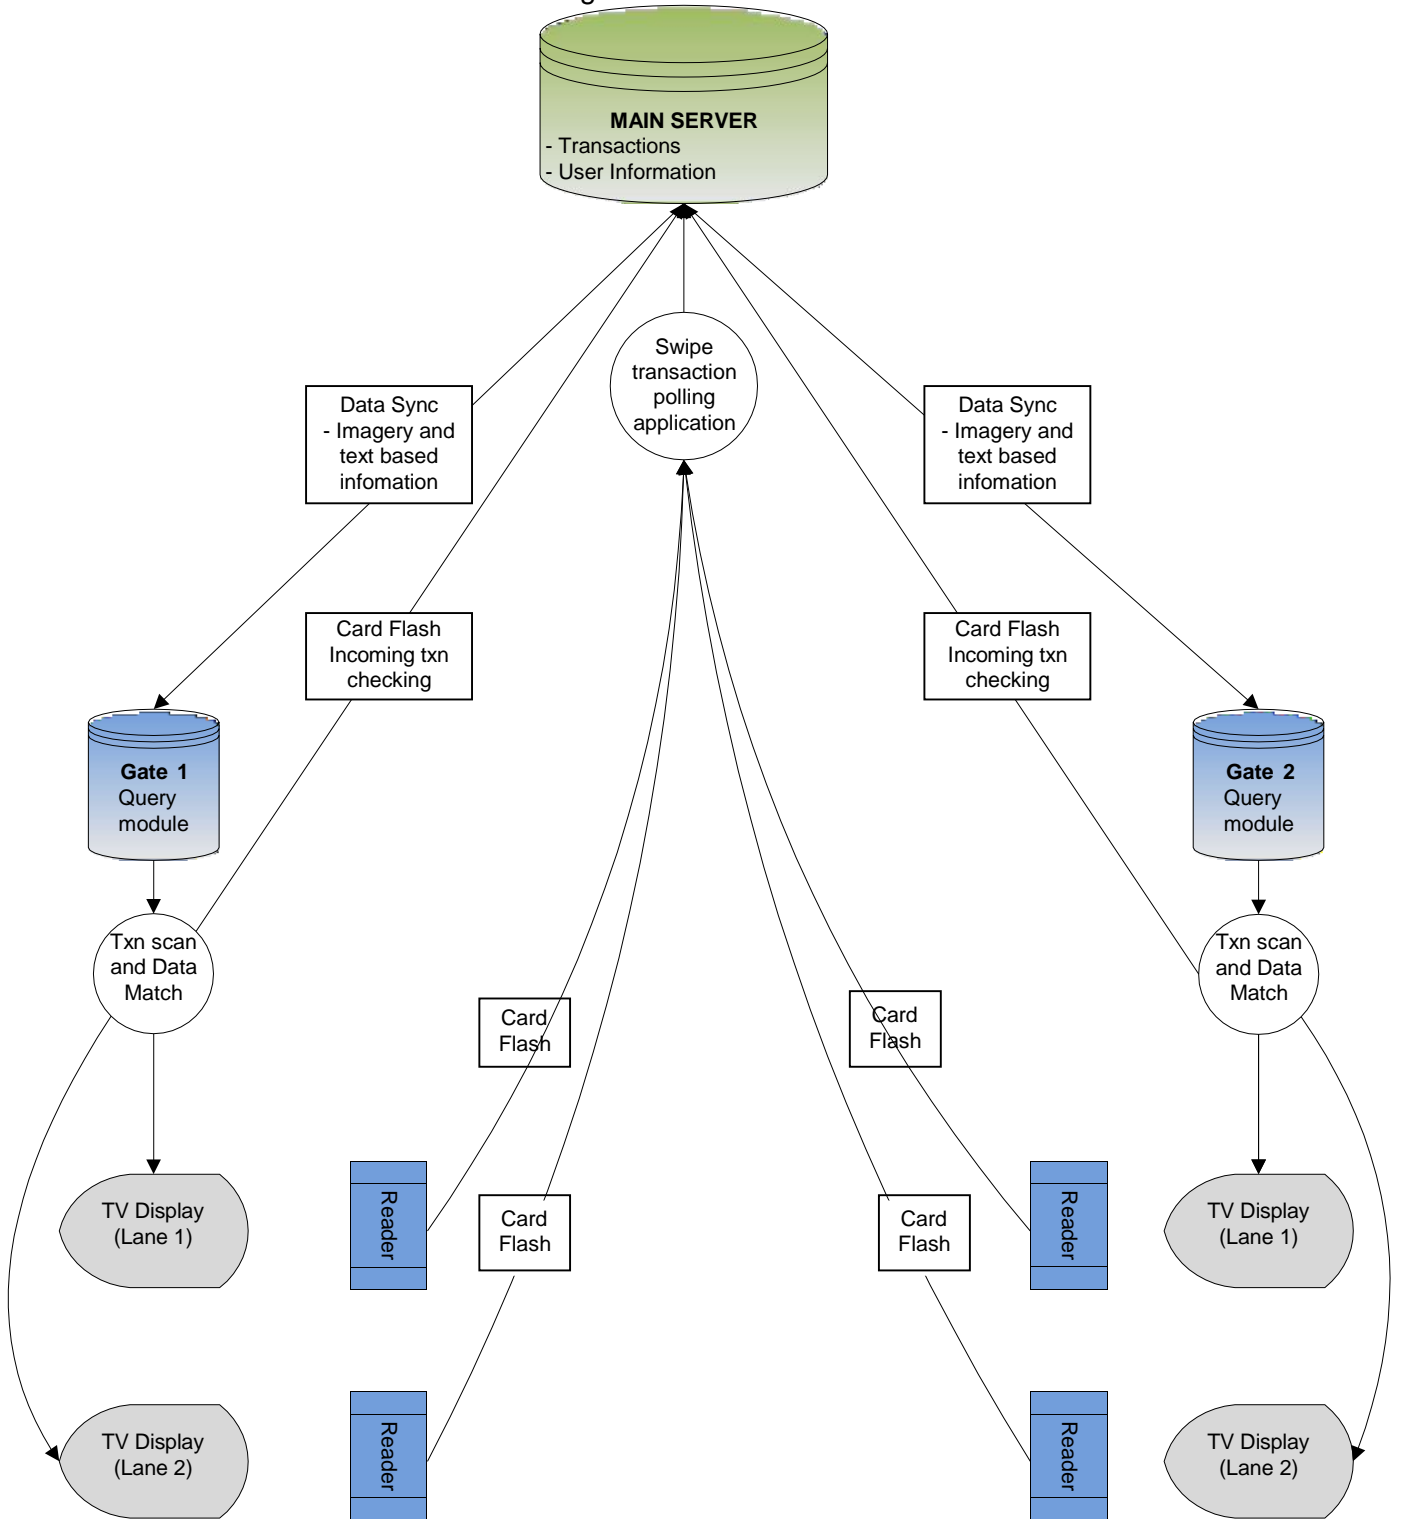 MAIN SERVER
- Transactions
- User Information
Swipe
transaction
polling
application
Data Sync
- Imagery and
text based
infomation
Data Sync
- Imagery and
text based
infomation
Card Flash
Incoming txn
checking
Card Flash
Incoming txn
checking
Gate 1
Query
module
Gate 2
Query
module
Txn scan
and Data
Match
Txn scan
and Data
Match
Card
Flash
Card
Flash
TV Display
(Lane 1)
Reader
Card
Flash
Card
Flash
Reader
TV Display
(Lane 1)
TV Display
(Lane 2)
Reader
Reader
TV Display
(Lane 2)